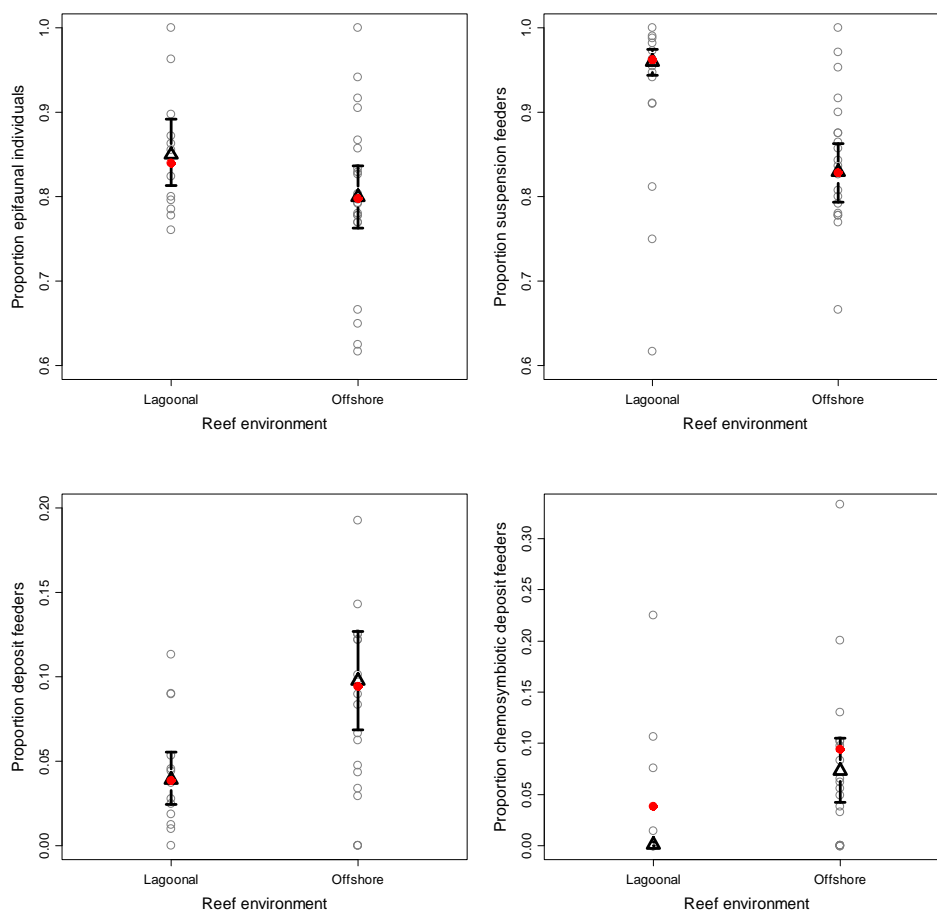 Proportion epifaunal individuals
1.0
0.9
0.8
0.7
0.6
Lagoonal
Offshore
Reef environment
Proportion suspension feeders
1.0
0.9
0.8
0.7
0.6
Lagoonal
Offshore
Reef environment
Proportion deposit feeders
0.20
0.15
0.10
0.05
0.00
Lagoonal
Offshore
Reef environment
Proportion chemosymbiotic deposit feeders
0.30
0.25
0.20
0.15
0.10
0.05
0.00
Lagoonal
Offshore
Reef environment